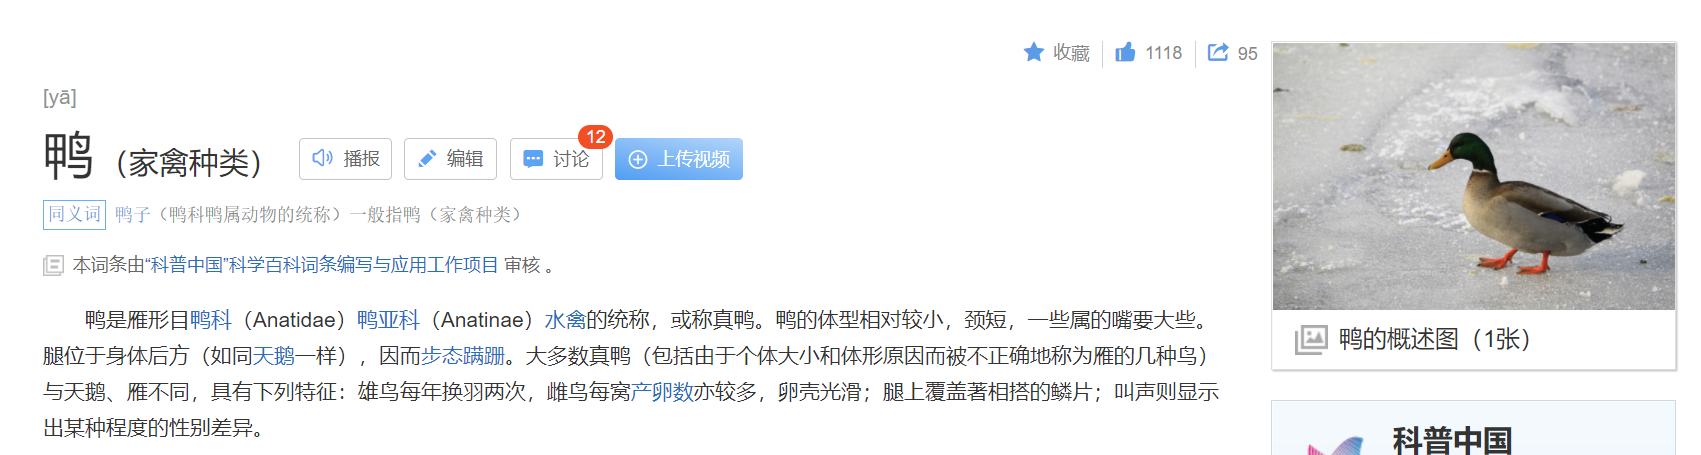 收藏 1118 95
[yā]
鸭（家禽种类） 播报 编辑 讨论 12 上传视频
同义词 鸭子（鸭科鸭属动物的统称）一般指鸭（家禽种类）
本词条由“科普中国”科学百科词条编写与应用工作项目 审核 。
鸭是雁形目鸭科（Anatidae）鸭亚科（Anatinae）水禽的统称，或称真鸭。鸭的体型相对较小，颈短，一些属的嘴要大些。
腿位于身体后方（如同天鹅一样），因而步态蹒跚。大多数真鸭（包括由于个体大小和体形原因而被不正确地称为雁的几种鸟）
与天鹅、雁不同，具有下列特征：雄鸟每年换羽两次，雌鸟每窝产卵数亦较多，卵壳光滑；腿上覆盖著相搭的鳞片；叫声则显示
出某种程度的性别差异。
鸭的概述图（1张）
科普中国